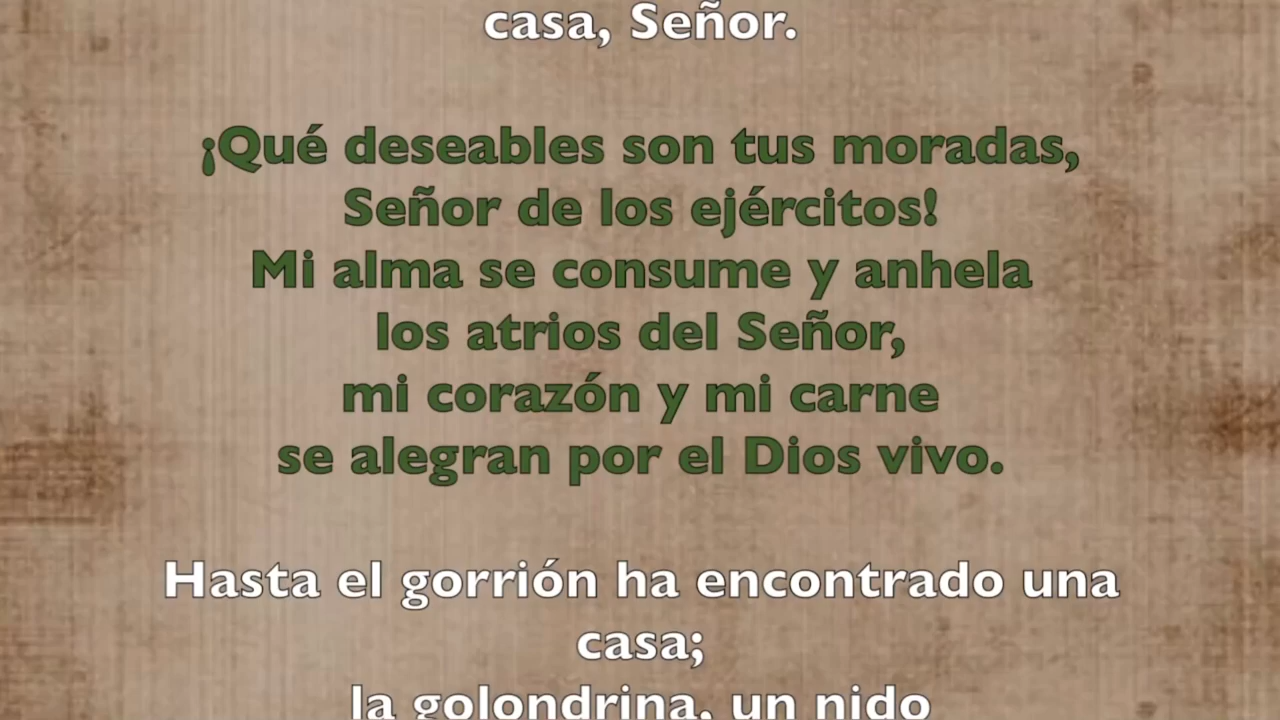 casa, Señor.
¡Qué deseables son tus moradas,
Señor de los ejércitos!
Mi alma se consume y anhela
los atrios del Señor,
mi corazón y mi carne
se alegran por el Dios vivo.
Hasta el gorrión ha encontrado una
casa;
la golondrina, un nido